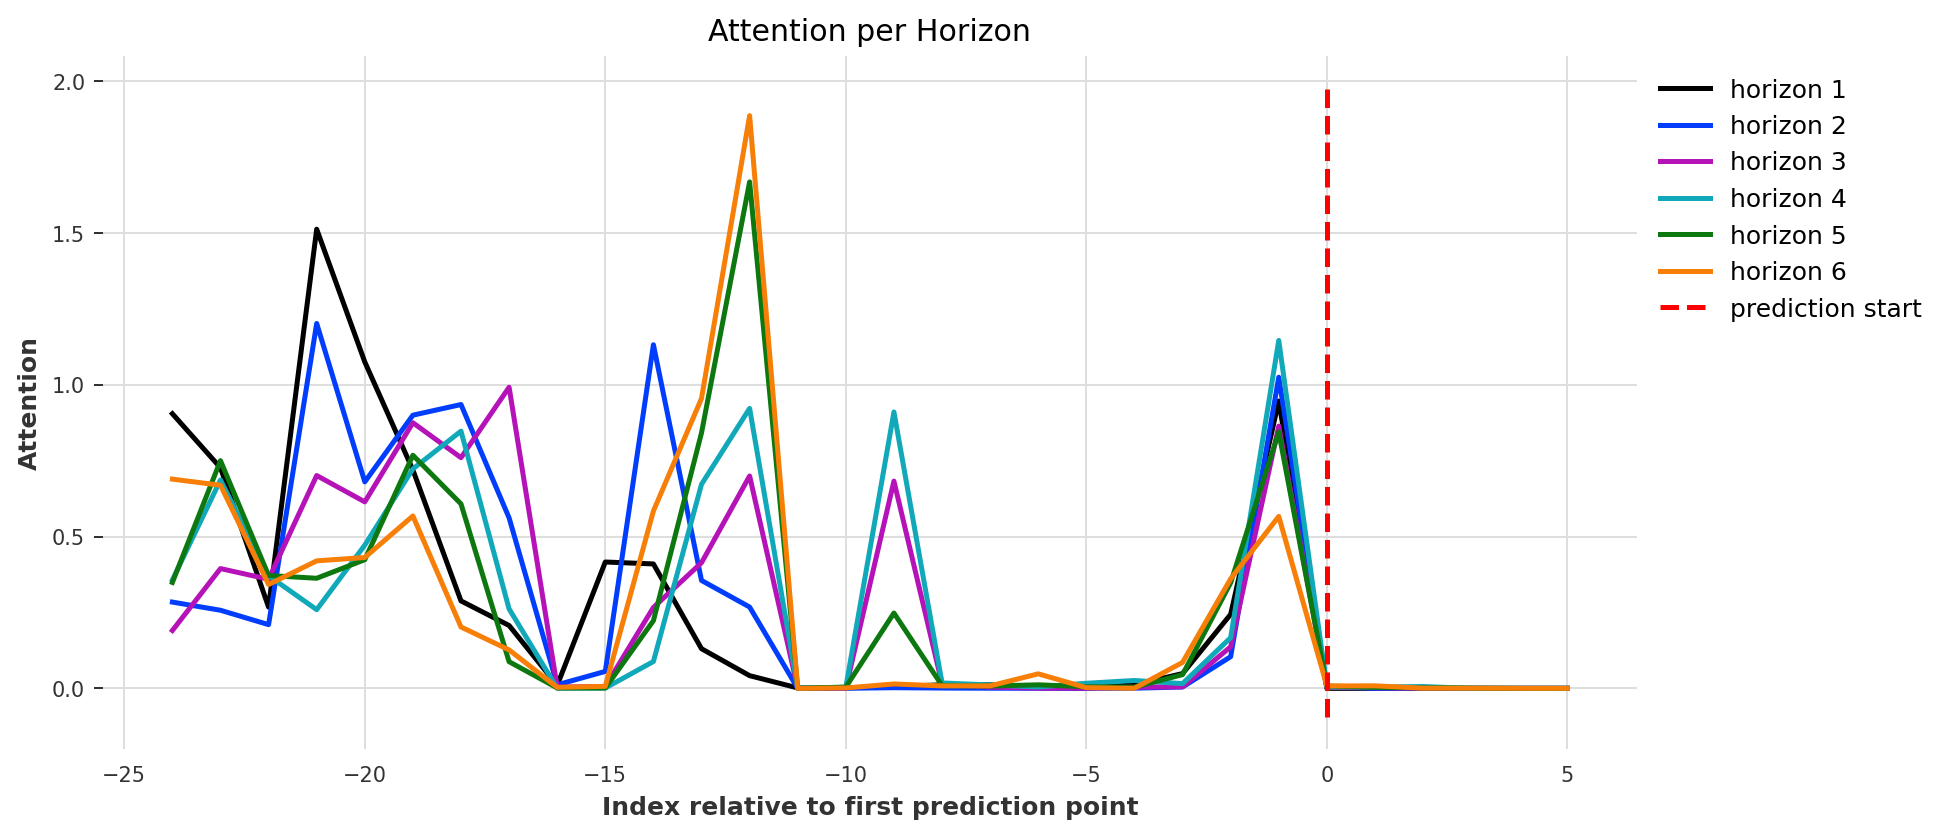 Attention per Horizon
2.0
1.5
1.0
0.5
0.0
Attention
−25
−20
−15
−10
−5
0
5
Index relative to first prediction point
horizon 1
horizon 2
horizon 3
horizon 4
horizon 5
horizon 6
prediction start